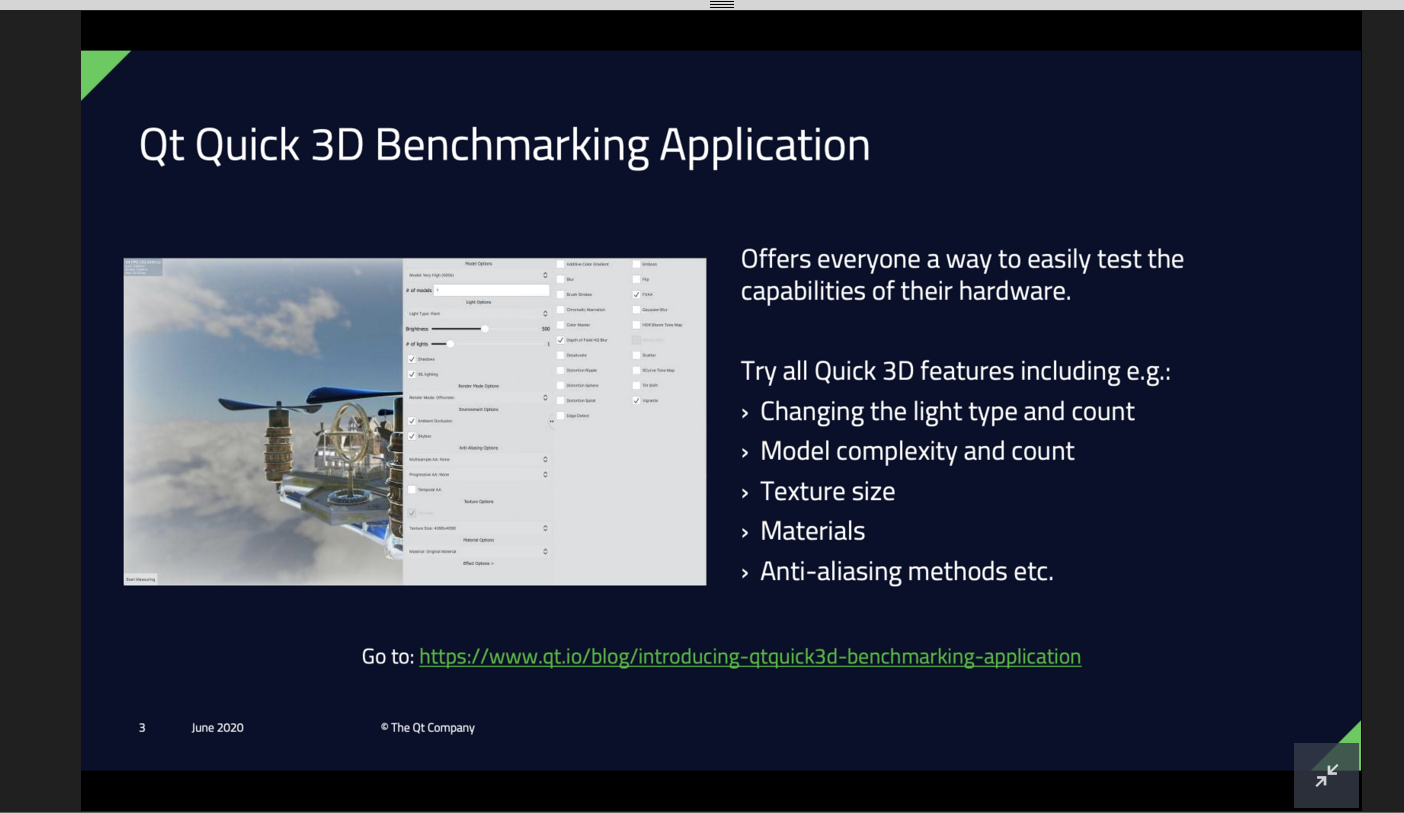 Qt Quick 3D Benchmarking Application
Offers everyone a way to easily test the
capabilities of their hardware.
Try all Quick 3D features including e.g.:
› Changing the light type and count
› Model complexity and count
› Texture size
› Materials
› Anti-aliasing methods etc.
Model Options
Model: Very High (600k)
# of models: 1
Light Options
Light Type: Point
Brightness 500
# of lights 1
Shadows
IBL lighting
Render Mode Options
Render Mode: Offscreen
Environment Options
Ambient Occlusion
Skybox
Anti-Aliasing Options
Multisample AA: None
Progressive AA: None
Temporal AA
Texture Options
Texture Size: 4096x4096
Material Options
Material: Original Material
Effect Options >
Additive Color Gradient
Blur
Brush Strokes
Chromatic Aberration
Color Master
Depth of Field HQ Blur
Desaturate
Distortion Ripple
Distortion Sphere
Distortion Spiral
Edge Detect
Emboss
Flip
FXAA
Gaussian Blur
HDR Bloom Tone Map
Scatter
SCurve Tone Map
Tilt Shift
Vignette
Start Measuring
Go to: https://www.qt.io/blog/introducing-qtquick3d-benchmarking-application
3 June 2020 © The Qt Company